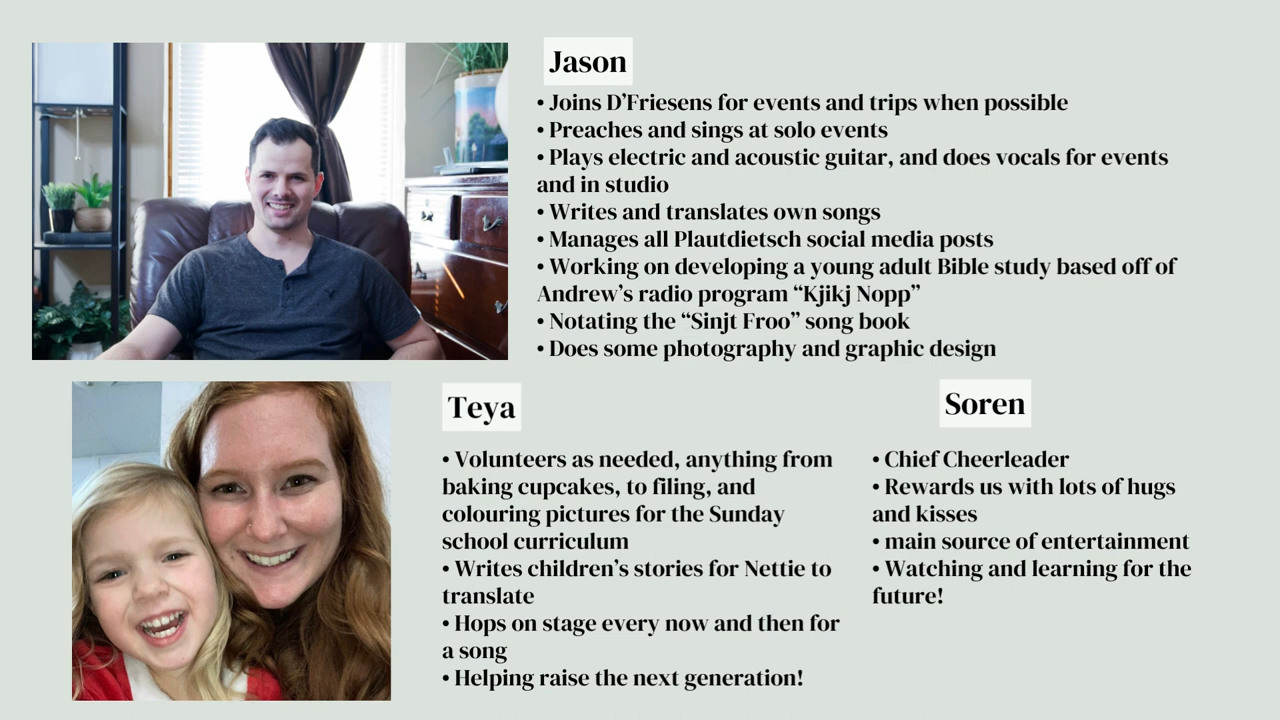 Jason
• Joins D’Friesens for events and trips when possible
• Preaches and sings at solo events
• Plays electric and acoustic guitar, and does vocals for events
and in studio
• Writes and translates own songs
• Manages all Plautdietsch social media posts
• Working on developing a young adult Bible study based off of
Andrew’s radio program “Kjikj Nopp”
• Notating the “Sinjt Froo” song book
• Does some photography and graphic design
Teya
• Volunteers as needed, anything from
baking cupcakes, to filing, and
colouring pictures for the Sunday
school curriculum
• Writes children’s stories for Nettie to
translate
• Hops on stage every now and then for
a song
• Helping raise the next generation!
Soren
• Chief Cheerleader
• Rewards us with lots of hugs
and kisses
• main source of entertainment
• Watching and learning for the
future!